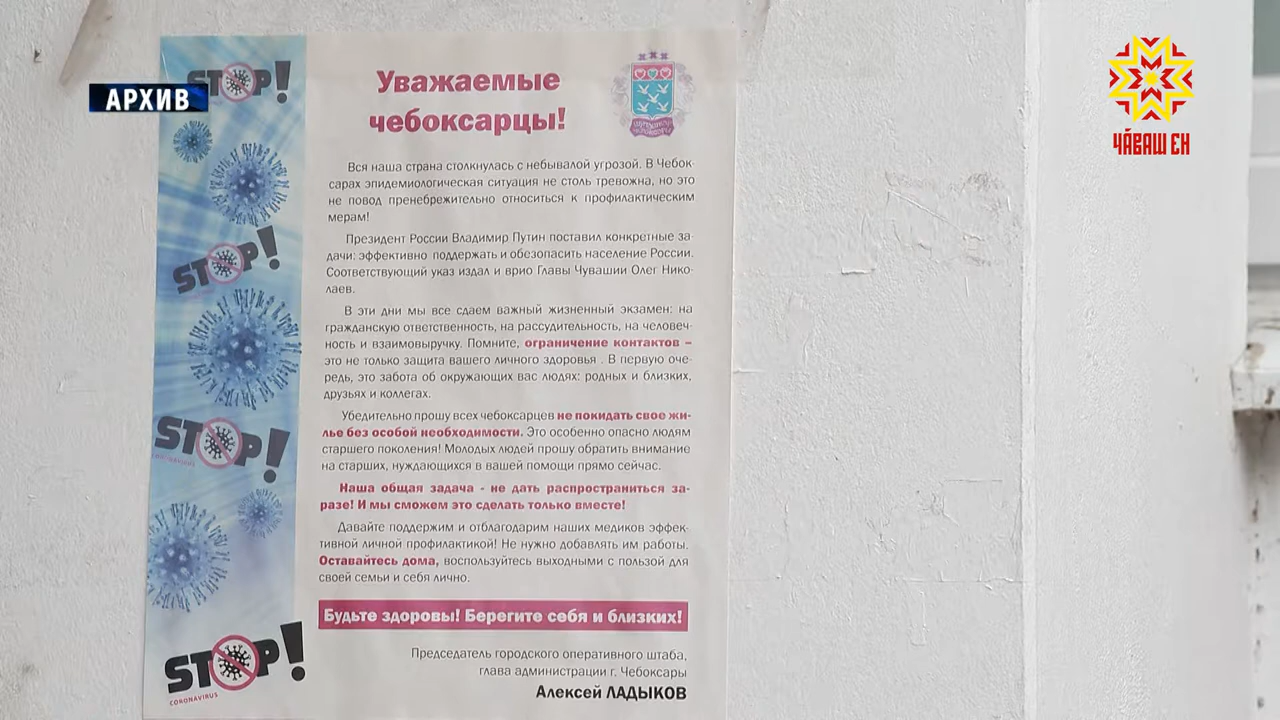 АРХИВ
ЧӐВАШ ЕН
STOP!
STOP!
STOP!
CORONAVIRUS
STOP!
CORONAVIRUS
Уважаемые
чебоксарцы!
Вся наша страна столкнулась с небывалой угрозой. В Чебок-
сарах эпидемиологическая ситуация не столь тревожна, но это
не повод пренебрежительно относиться к профилактическим
мерам!
Президент России Владимир Путин поставил конкретные за-
дачи: эффективно поддержать и обезопасить население России.
Соответствующий указ издал и врио Главы Чувашии Олег Нико-
лаев.
В эти дни мы все сдаем важный жизненный экзамен: на
гражданскую ответственность, на рассудительность, на человеч-
ность и взаимовыручку. Помните, ограничение контактов –
это не только защита вашего личного здоровья . В первую оче-
редь, это забота об окружающих вас людях: родных и близких,
друзьях и коллегах.
Убедительно прошу всех чебоксарцев не покидать свое жи-
лье без особой необходимости. Это особенно опасно людям
старшего поколения! Молодых людей прошу обратить внимание
на старших, нуждающихся в вашей помощи прямо сейчас.
Наша общая задача - не дать распространиться за-
разе! И мы сможем это сделать только вместе!
Давайте поддержим и отблагодарим наших медиков эффек-
тивной личной профилактикой! Не нужно добавлять им работы.
Оставайтесь дома, воспользуйтесь выходными с пользой для
своей семьи и себя лично.
Будьте здоровы! Берегите себя и близких!
Председатель городского оперативного штаба,
глава администрации г. Чебоксары
Алексей ЛАДЫКОВ